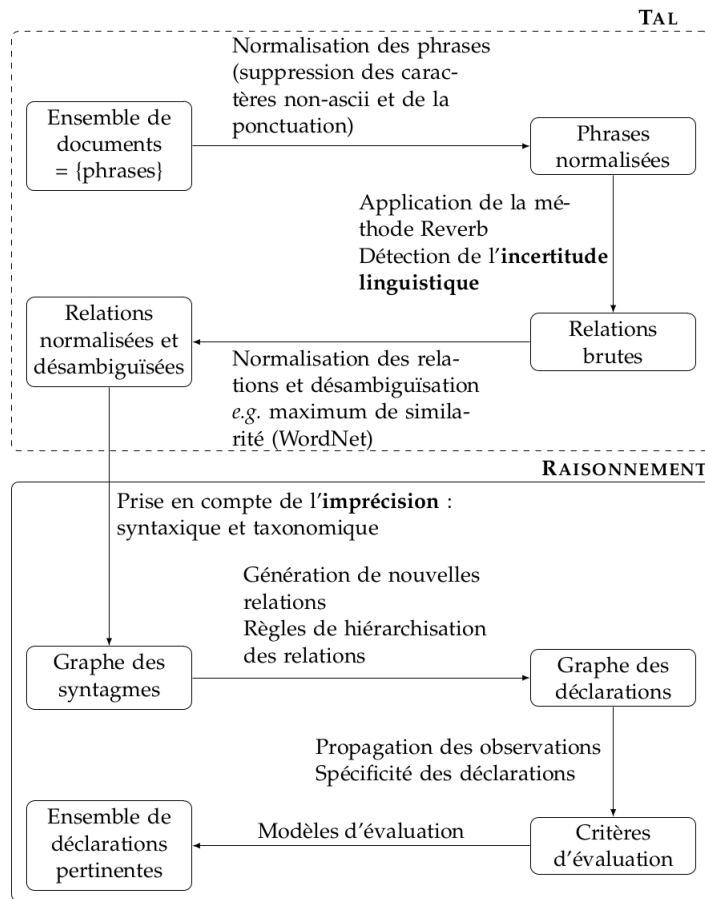 TAL
Normalisation des phrases
(suppression des carac-
tères non-ascii et de la
ponctuation)
Ensemble de
documents
= {phrases}
Phrases
normalisées
Application de la mé-
thode Reverb
Détection de l'incertitude
linguistique
Relations
normalisées et
désambiguïsées
Relations
brutes
Normalisation des rela-
tions et désambiguïsation
e.g. maximum de simila-
rité (WordNet)
RAISONNEMENT
Prise en compte de l'imprécision :
syntaxique et taxonomique
Génération de nouvelles
relations
Règles de hiérarchisation
des relations
Graphe des
syntagmes
Graphe des
déclarations
Propagation des observations
Spécificité des déclarations
Ensemble de
déclarations
pertinentes
Modèles d'évaluation
Critères
d'évaluation